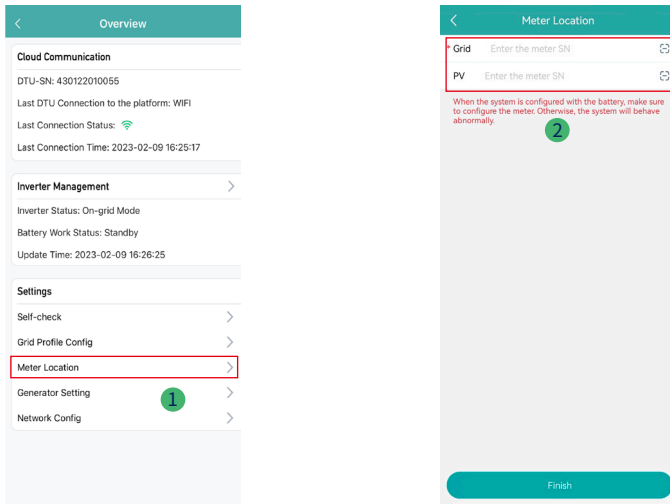 Overview
Cloud Communication
DTU-SN: 430122010055
Last DTU Connection to the platform: WIFI
Last Connection Status:
Last Connection Time: 2023-02-09 16:25:17
Inverter Management
Inverter Status: On-grid Mode
Battery Work Status: Standby
Update Time: 2023-02-09 16:26:25
Settings
Self-check
Grid Profile Config
Meter Location
Generator Setting
1
Network Config
Meter Location
* Grid Enter the meter SN
PV Enter the meter SN
When the system is configured with the battery, make sure
to configure the meter. Otherwise, the system will behave
abnormally.
2
Finish